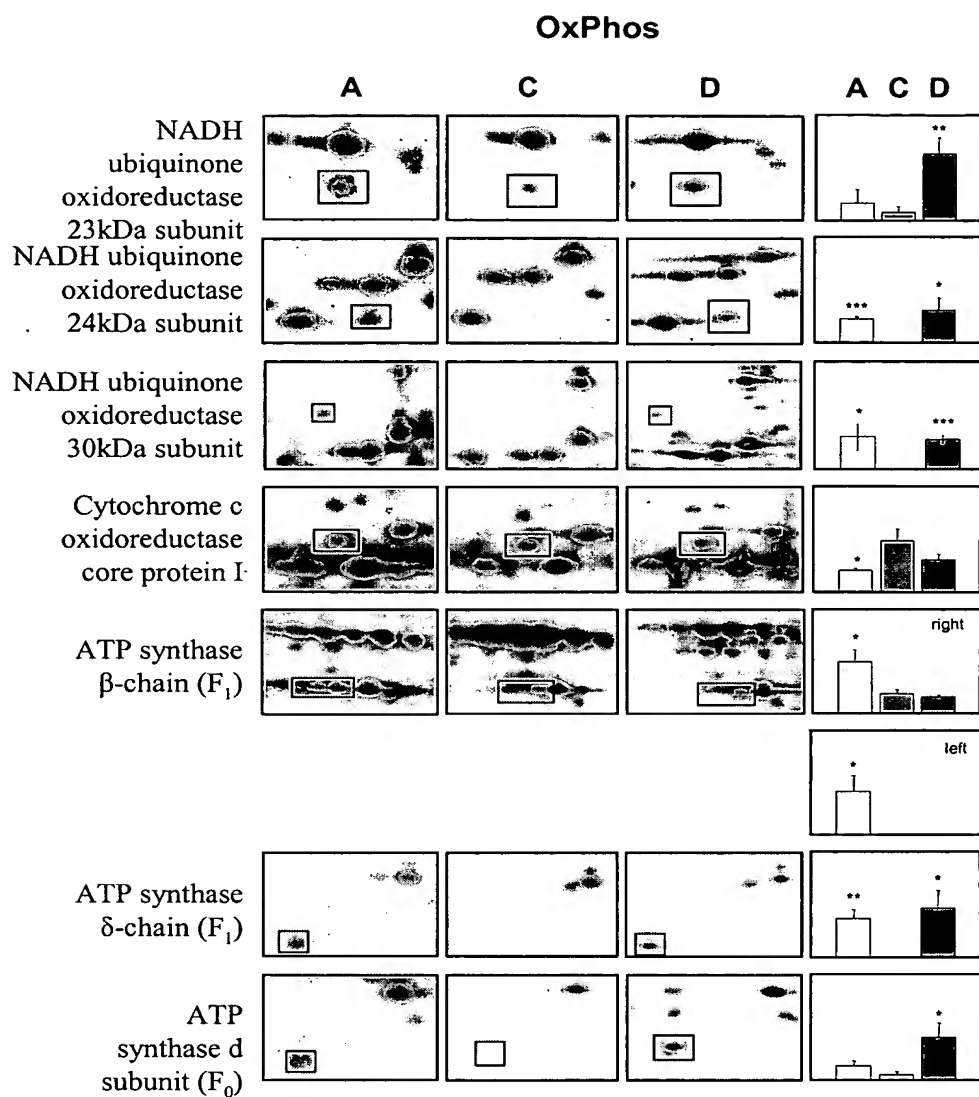 OxPhos
A C D A C D
NADH
ubiquinone
oxidoreductase
23kDa subunit
**
NADH ubiquinone
oxidoreductase
24kDa subunit
*** *
NADH ubiquinone
oxidoreductase
30kDa subunit
* ***
Cytochrome c
oxidoreductase
core protein I
*
ATP synthase
β-chain (F₁)
right
*
left
*
ATP synthase
δ-chain (F₁)
** *
ATP
synthase d
subunit (F₀)
*